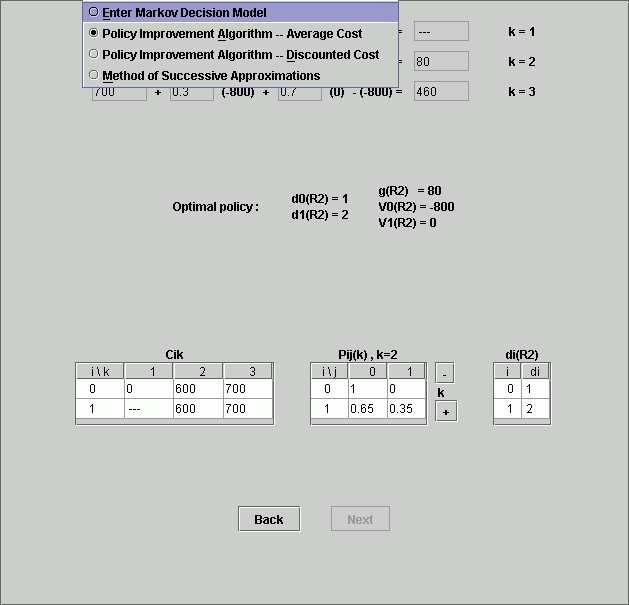 Enter Markov Decision Model
Policy Improvement Algorithm -- Average Cost = --- k = 1
Policy Improvement Algorithm -- Discounted Cost = 80 k = 2
Method of Successive Approximations
700 + 0.3 (-800) + 0.7 (0) - (-800) = 460 k = 3
Optimal policy : d0(R2) = 1 g(R2) = 80
d1(R2) = 2 V0(R2) = -800
V1(R2) = 0
Cik Pij(k) , k=2 di(R2)
i \ k 1 2 3 i \ j 0 1 - i di
0 0 600 700 0 1 0 k 0 1
1 --- 600 700 1 0.65 0.35 + 1 2
Back Next